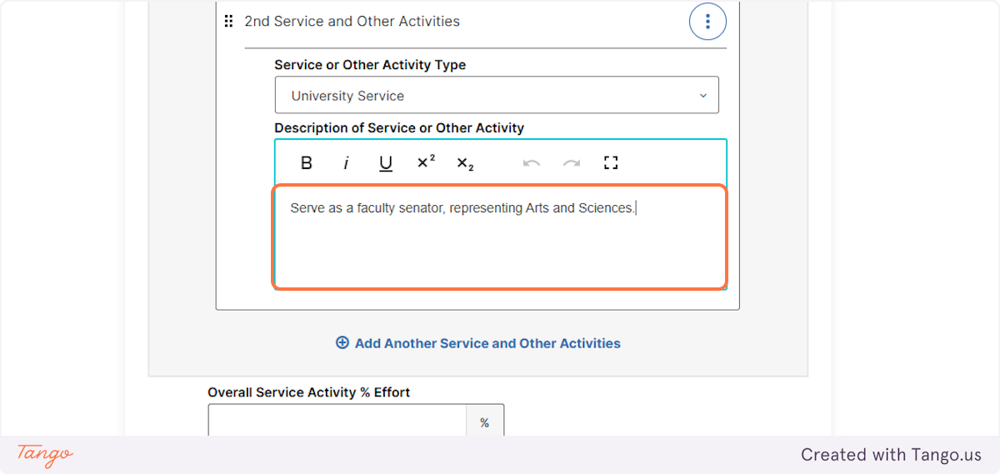 2nd Service and Other Activities
Service or Other Activity Type
University Service
Description of Service or Other Activity
B i U ×² ×₂
Serve as a faculty senator, representing Arts and Sciences.
Add Another Service and Other Activities
Overall Service Activity % Effort
%
Tango
Created with Tango.us